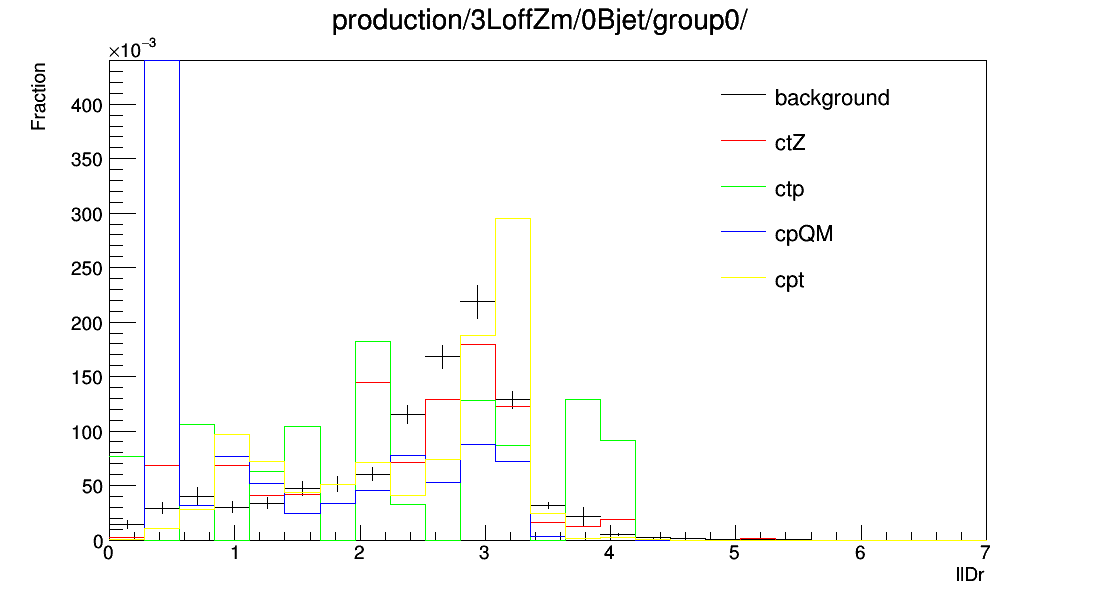 production/3LoffZm/0Bjet/group0/
×10⁻³
Fraction
400
350
300
250
200
150
100
50
0
background
ctZ
ctp
cpQM
cpt
0 1 2 3 4 5 6 7
llDr